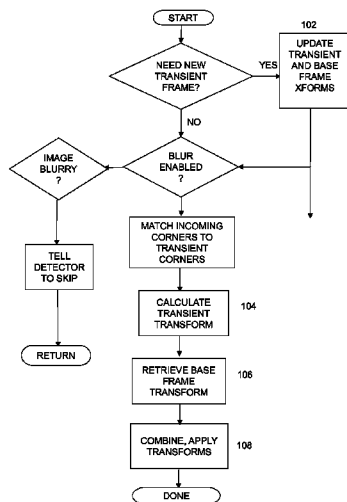 START
102
NEED NEW
TRANSIENT
FRAME?
YES
UPDATE
TRANSIENT
AND BASE
FRAME
XFORMS
NO
IMAGE
BLURRY
?
BLUR
ENABLED
?
MATCH INCOMING
CORNERS TO
TRANSIENT
CORNERS
TELL
DETECTOR
TO SKIP
CALCULATE
TRANSIENT
TRANSFORM
104
RETURN
RETRIEVE BASE
FRAME
TRANSFORM
106
COMBINE, APPLY
TRANSFORMS
108
DONE